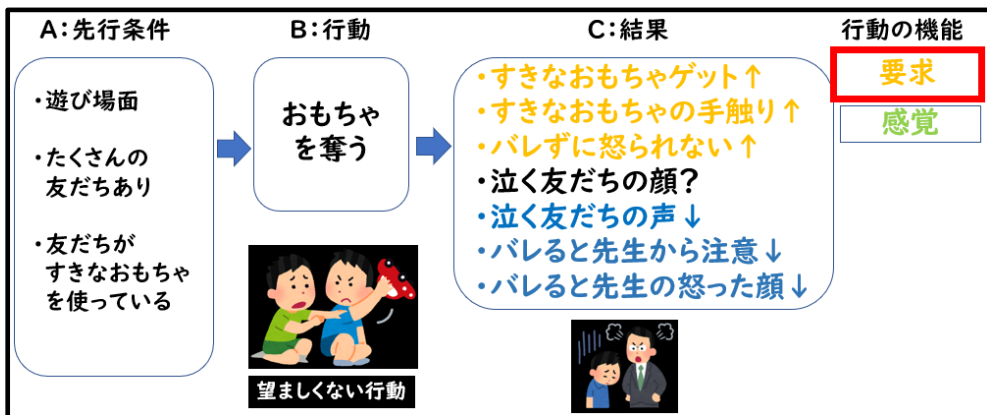 A:先行条件
・遊び場面
・たくさんの
友だちあり
・友だちが
すきなおもちゃ
を使っている
B:行動
おもちゃ
を奪う
望ましくない行動
C:結果
・すきなおもちゃゲット↑
・すきなおもちゃの手触り↑
・バレずに怒られない↑
・泣く友だちの顔?
・泣く友だちの声↓
・バレると先生から注意↓
・バレると先生の怒った顔↓
行動の機能
要求
感覚